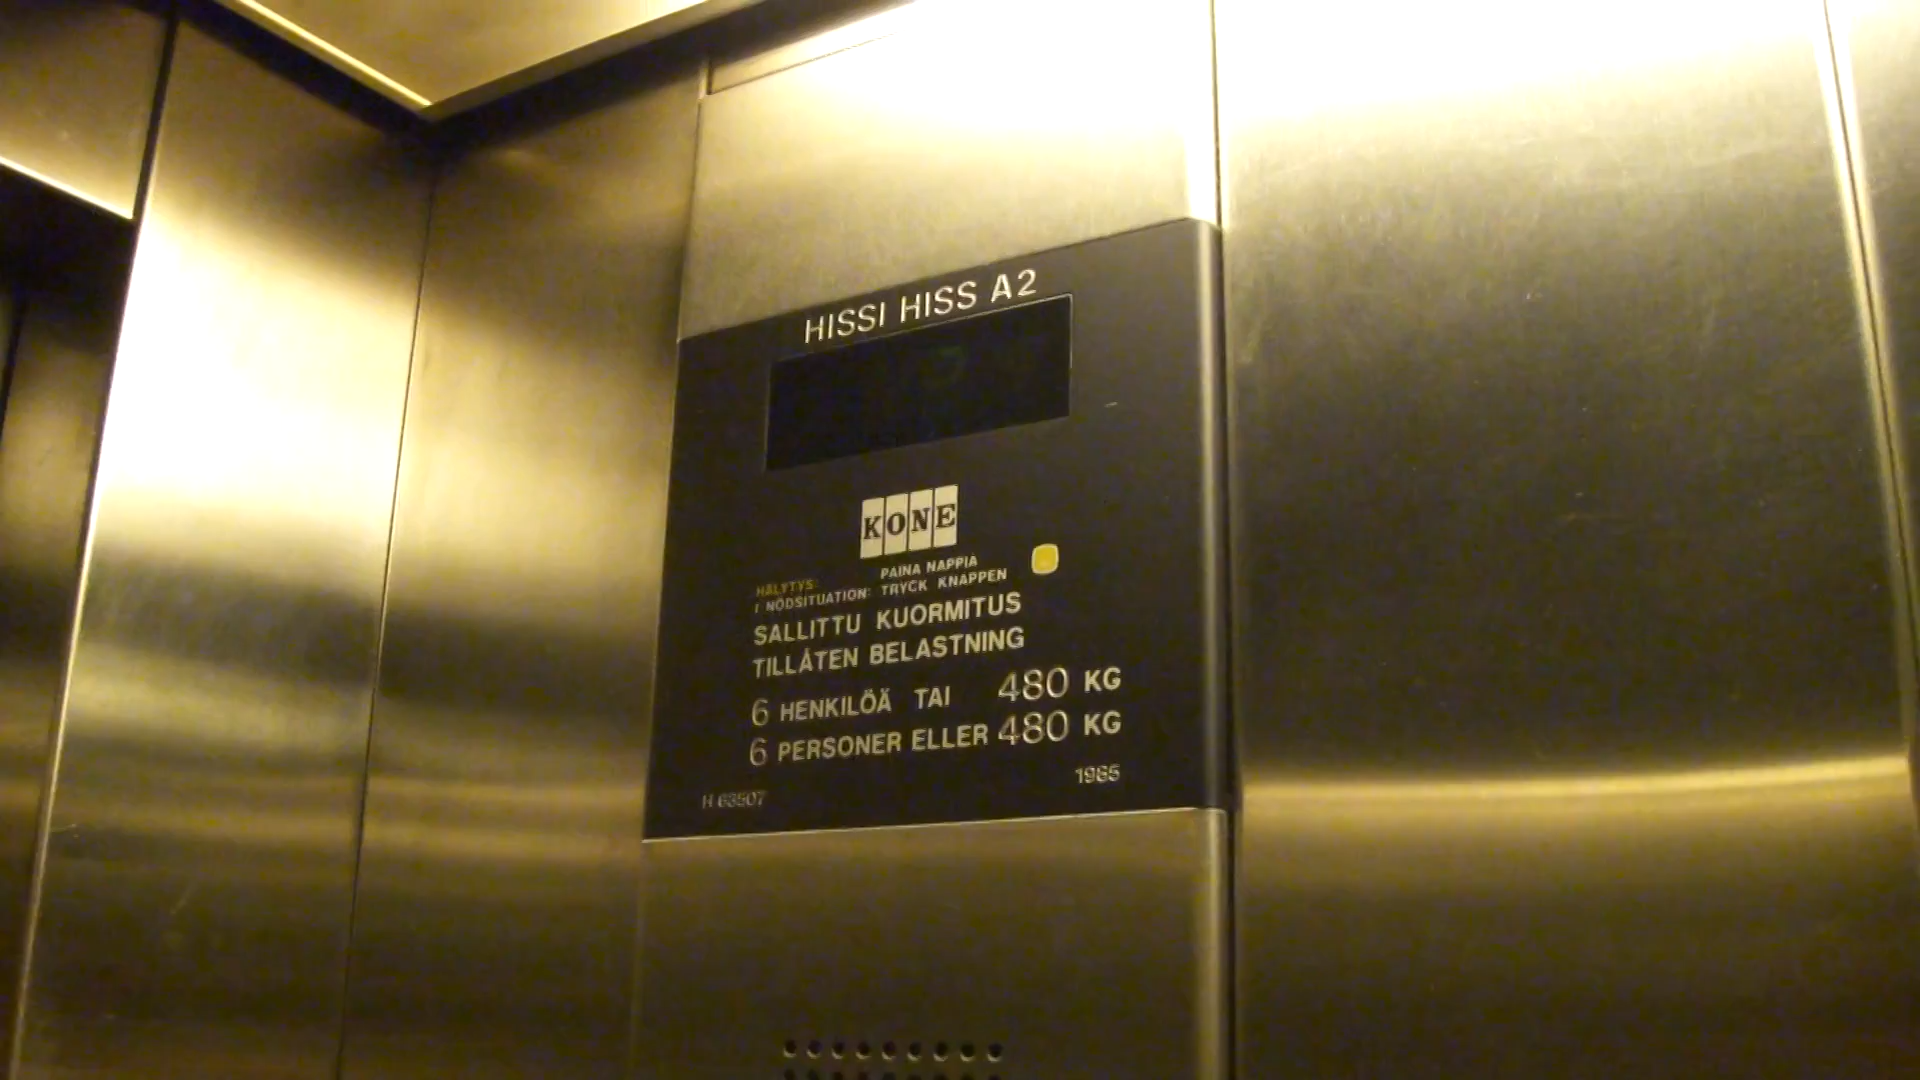 HISSI HISS A2
KONE
HÄLYTYS: PAINA NAPPIA
I NÖDSITUATION: TRYCK KNAPPEN
SALLITTU KUORMITUS
TILLÅTEN BELASTNING
6 HENKILÖÄ TAI 480 KG
6 PERSONER ELLER 480 KG
1985
H 63507